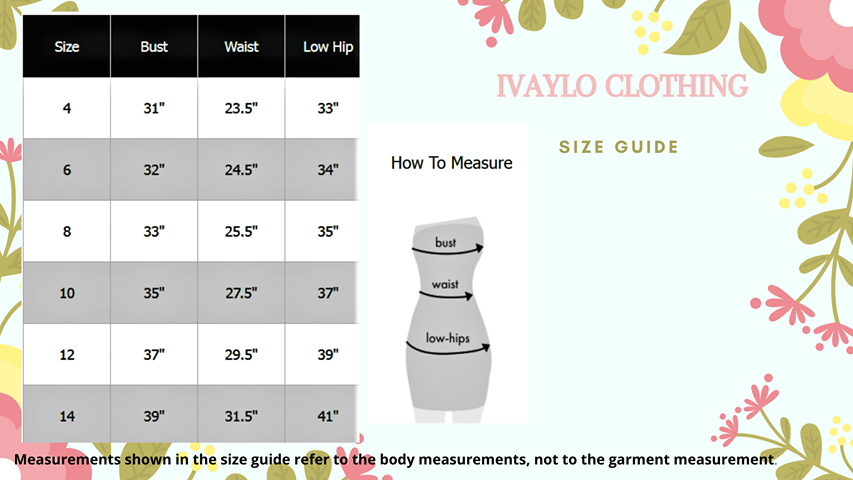 Size Bust Waist Low Hip
4 31" 23.5" 33"
6 32" 24.5" 34"
8 33" 25.5" 35"
10 35" 27.5" 37"
12 37" 29.5" 39"
14 39" 31.5" 41"
How To Measure
bust
waist
low-hips
IVAYLO CLOTHING
SIZE GUIDE
Measurements shown in the size guide refer to the body measurements, not to the garment measurement.